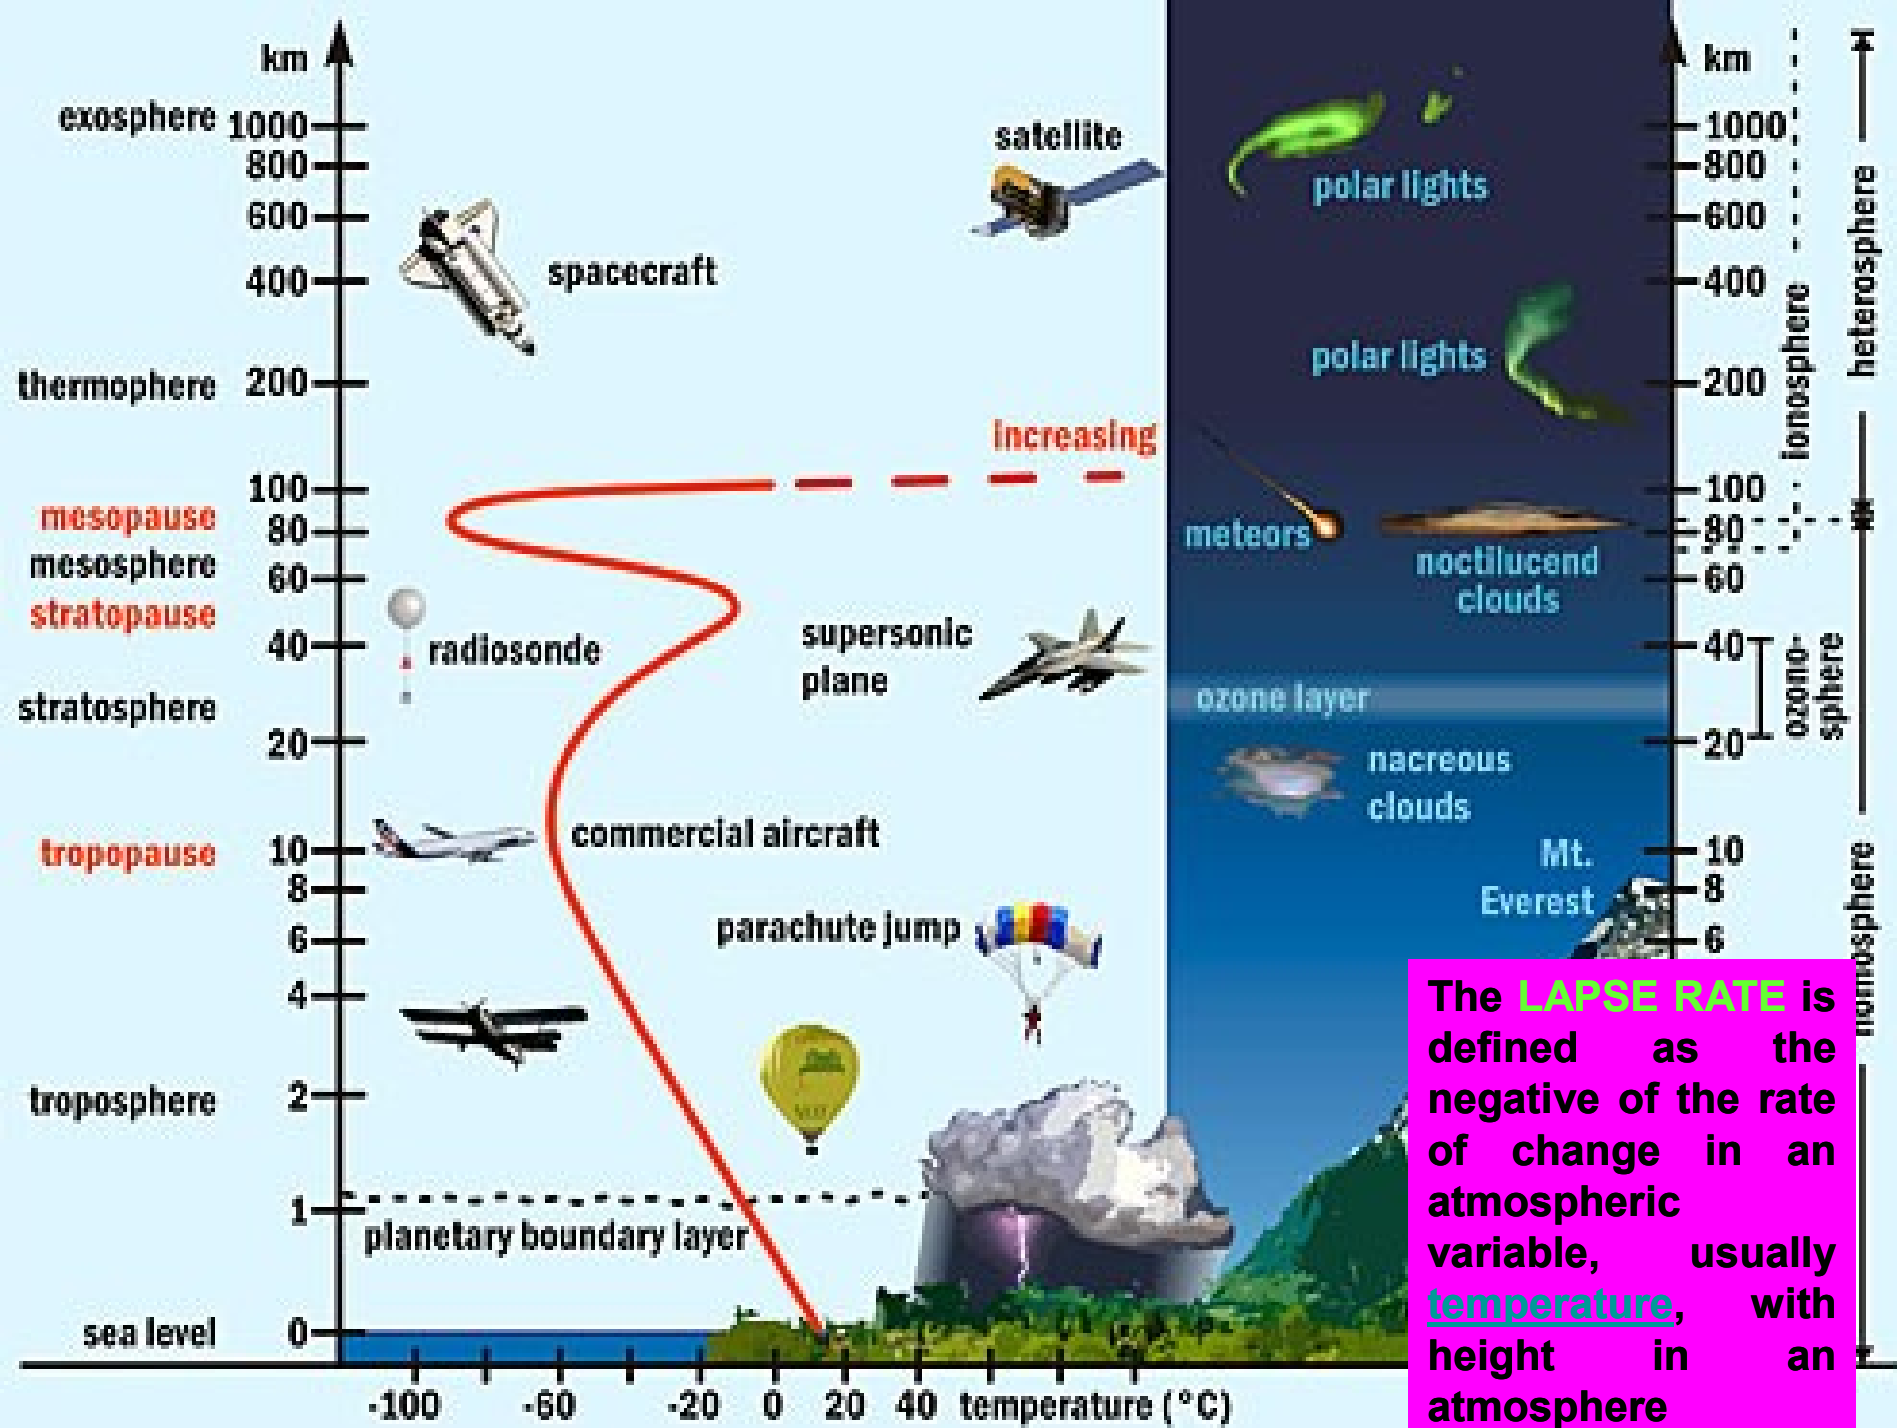 km
exosphere
1000
800
600
400
thermophere
200
100
mesopause
80
mesosphere
60
stratopause
40
stratosphere
20
tropopause
10
8
6
4
troposphere
2
1
sea level
0
satellite
spacecraft
increasing
radiosonde
supersonic
plane
commercial aircraft
parachute jump
planetary boundary layer
-100
-60
-20
0
20
40
temperature (°C)
polar lights
polar lights
meteors
noctilucend
clouds
ozone layer
nacreous
clouds
Mt.
Everest
km
1000
800
600
400
200
100
80
60
40
20
10
8
6
ionosphere
ozono-
sphere
heterosphere
homosphere
The LAPSE RATE is
defined as the
negative of the rate
of change in an
atmospheric
variable, usually
temperature, with
height in an
atmosphere